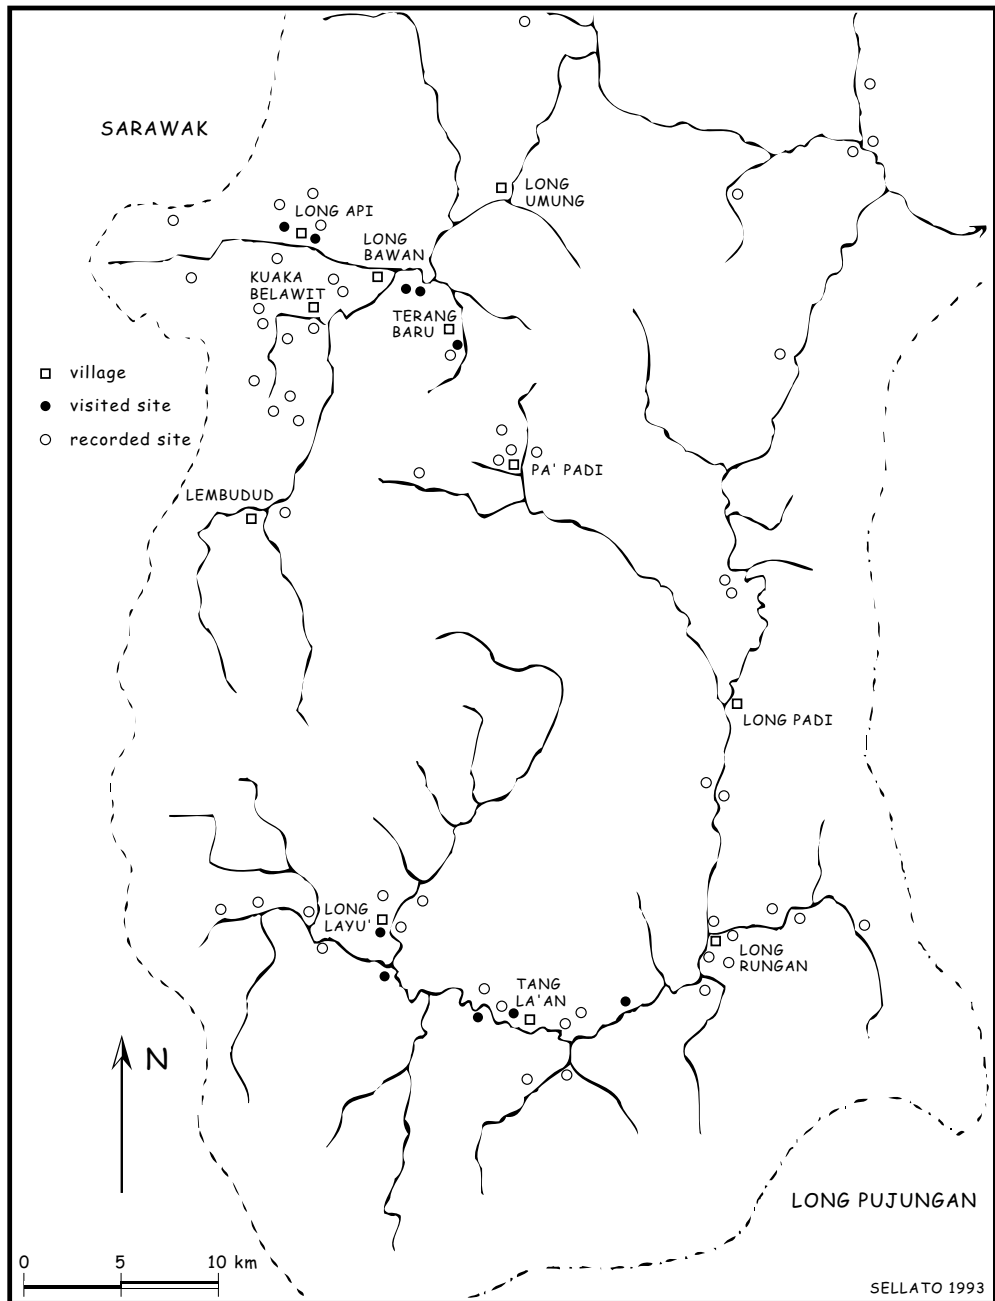 SARAWAK
LONG
UMUNG
LONG API
LONG
BAWAN
KUAKA
BELAWIT
TERANG
BARU
village
visited site
recorded site
PA' PADI
LEMBUDUD
LONG PADI
LONG
LAYU'
LONG
RUNGAN
TANG
LA'AN
N
LONG PUJUNGAN
0 5 10 km
SELLATO 1993